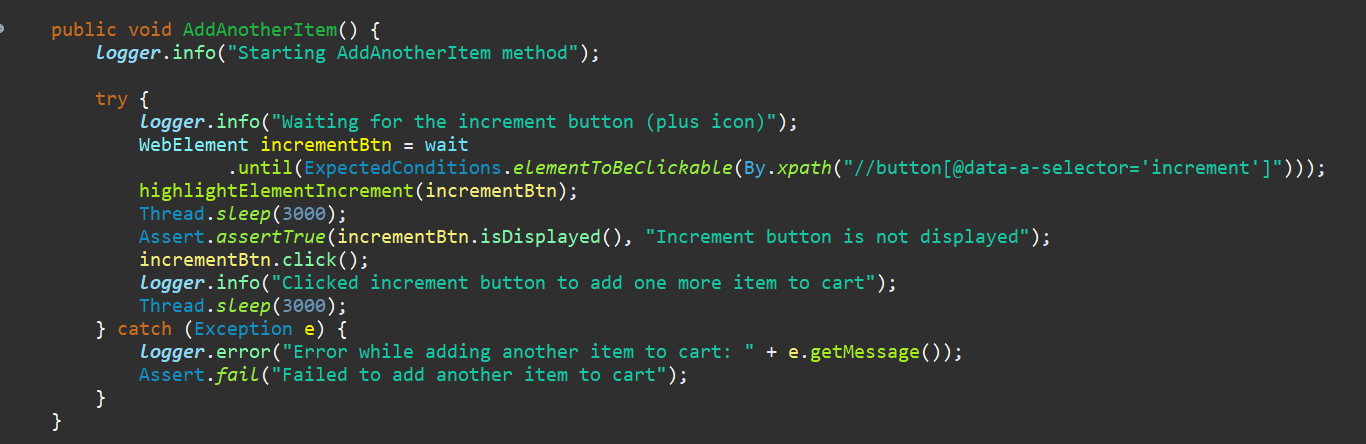 public void AddAnotherItem() {
    logger.info("Starting AddAnotherItem method");

    try {
        logger.info("Waiting for the increment button (plus icon)");
        WebElement incrementBtn = wait
                .until(ExpectedConditions.elementToBeClickable(By.xpath("//button[@data-a-selector='increment']")));
        highlightElementIncrement(incrementBtn);
        Thread.sleep(3000);
        Assert.assertTrue(incrementBtn.isDisplayed(), "Increment button is not displayed");
        incrementBtn.click();
        logger.info("Clicked increment button to add one more item to cart");
        Thread.sleep(3000);
    } catch (Exception e) {
        logger.error("Error while adding another item to cart: " + e.getMessage());
        Assert.fail("Failed to add another item to cart");
    }
}